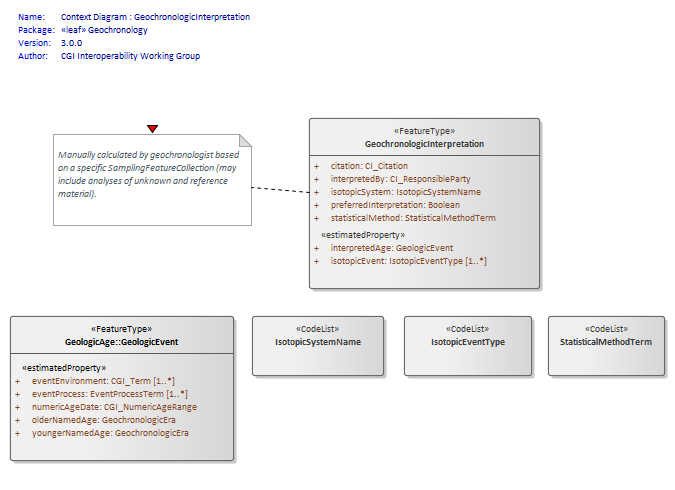 Name: Context Diagram : GeochronologicInterpretation
Package: «leaf» Geochronology
Version: 3.0.0
Author: CGI Interoperability Working Group
Manually calculated by geochronologist based
on a specific SamplingFeatureCollection (may
include analyses of unknown and reference
material).
«FeatureType»
GeochronologicInterpretation
+ citation: CI_Citation
+ interpretedBy: CI_ResponsibleParty
+ isotopicSystem: IsotopicSystemName
+ preferredInterpretation: Boolean
+ statisticalMethod: StatisticalMethodTerm
«estimatedProperty»
+ interpretedAge: GeologicEvent
+ isotopicEvent: IsotopicEventType [1..*]
«FeatureType»
GeologicAge::GeologicEvent
«estimatedProperty»
+ eventEnvironment: CGI_Term [1..*]
+ eventProcess: EventProcessTerm [1..*]
+ numericAgeDate: CGI_NumericAgeRange
+ olderNamedAge: GeochronologicEra
+ youngerNamedAge: GeochronologicEra
«CodeList»
IsotopicSystemName
«CodeList»
IsotopicEventType
«CodeList»
StatisticalMethodTerm